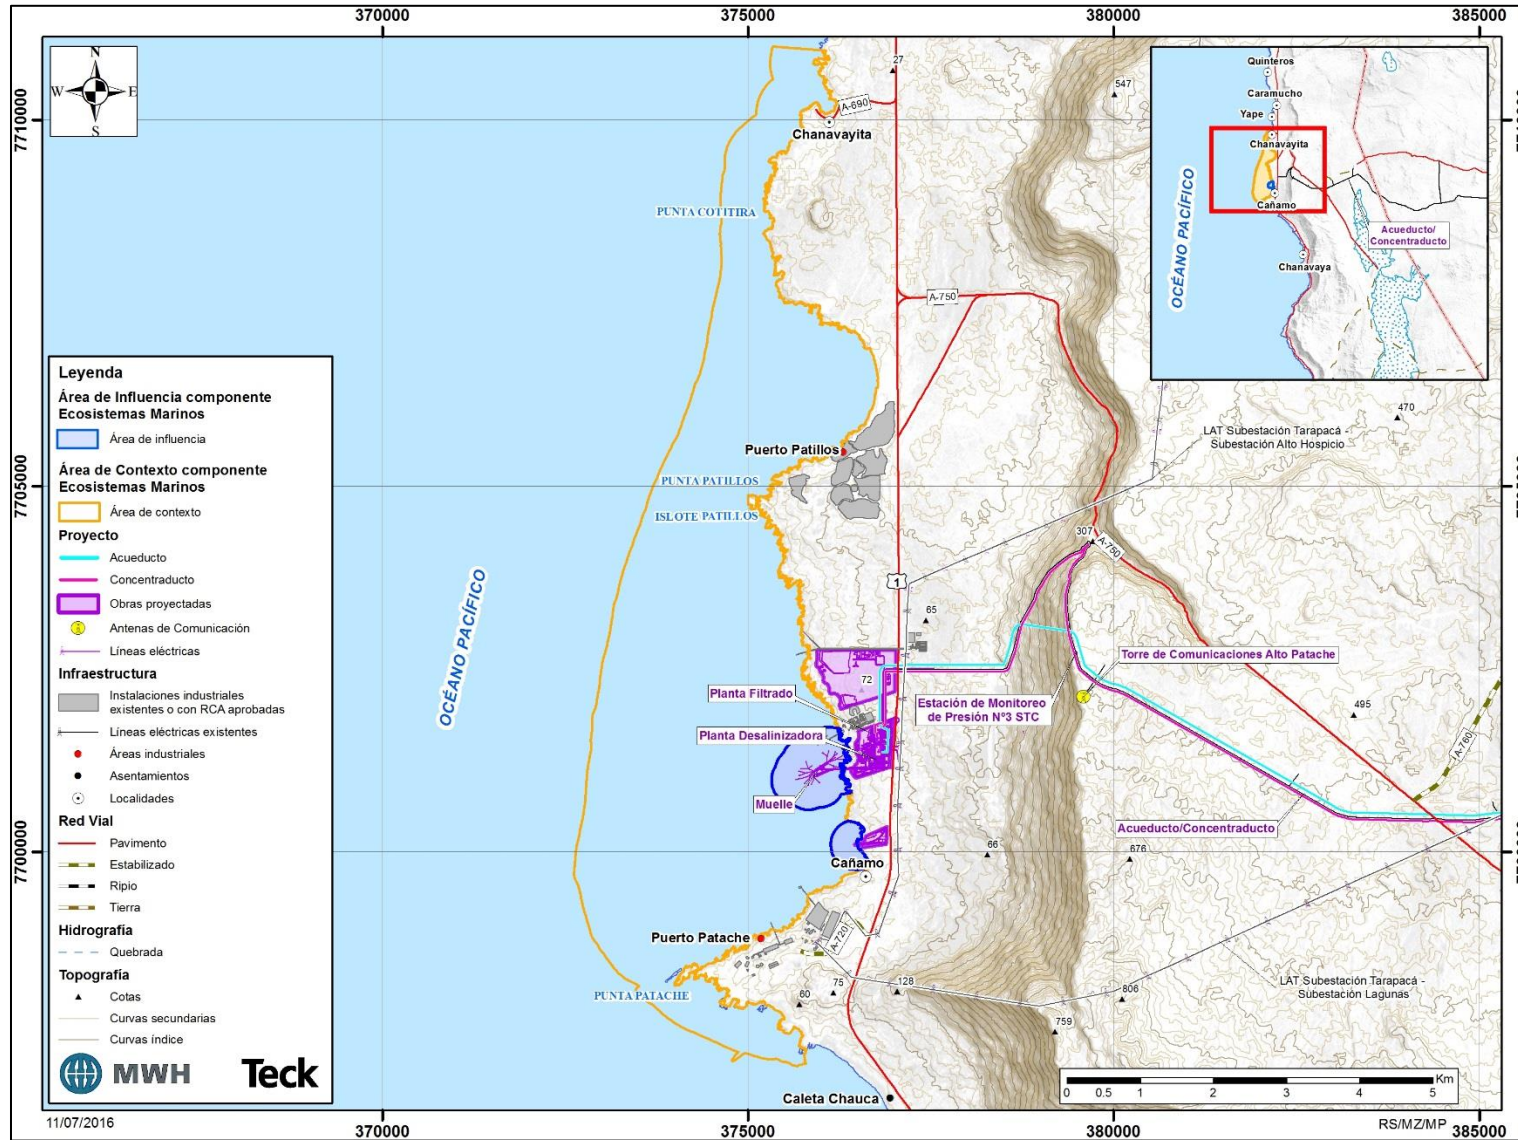 370000
375000
380000
385000
N
W
E
S
27
547
A-690
Chanavayita
7710000
PUNTA COTITIRA
A-750
Quinteros
Caramucho
Yape
Chanavayita
Cañamo
OCÉANO PACÍFICO
Acueducto/
Concentraducto
Chanavaya
470
LAT Subestación Tarapacá -
Subestación Alto Hospicio
Puerto Patillos
PUNTA PATILLOS
ISLOTE PATILLOS
7705000
307
A-750
1
65
OCÉANO PACÍFICO
Torre de Comunicaciones Alto Patache
72
Planta Filtrado
Estación de Monitoreo
de Presión Nº3 STC
495
Planta Desalinizadora
A-760
Muelle
Acueducto/Concentraducto
7700000
66
676
Cañamo
Puerto Patache
A-720
PUNTA PATACHE
60
75
128
806
759
LAT Subestación Tarapacá -
Subestación Lagunas
Caleta Chauca
Leyenda
Área de Influencia componente
Ecosistemas Marinos
Área de influencia
Área de Contexto componente
Ecosistemas Marinos
Área de contexto
Proyecto
Acueducto
Concentraducto
Obras proyectadas
Antenas de Comunicación
Líneas eléctricas
Infraestructura
Instalaciones industriales
existentes o con RCA aprobadas
Líneas eléctricas existentes
Áreas industriales
Asentamientos
Localidades
Red Vial
Pavimento
Estabilizado
Ripio
Tierra
Hidrografía
Quebrada
Topografía
Cotas
Curvas secundarias
Curvas índice
MWH
Teck
0 0.5 1 2 3 4 5
Km
11/07/2016
RS/MZ/MP
370000
375000
380000
385000